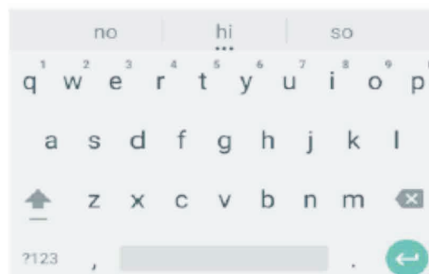 no hi so
1 2 3 4 5 6 7 8 9
q w e r t y u i o p
a s d f g h j k l
z x c v b n m
?123 , .